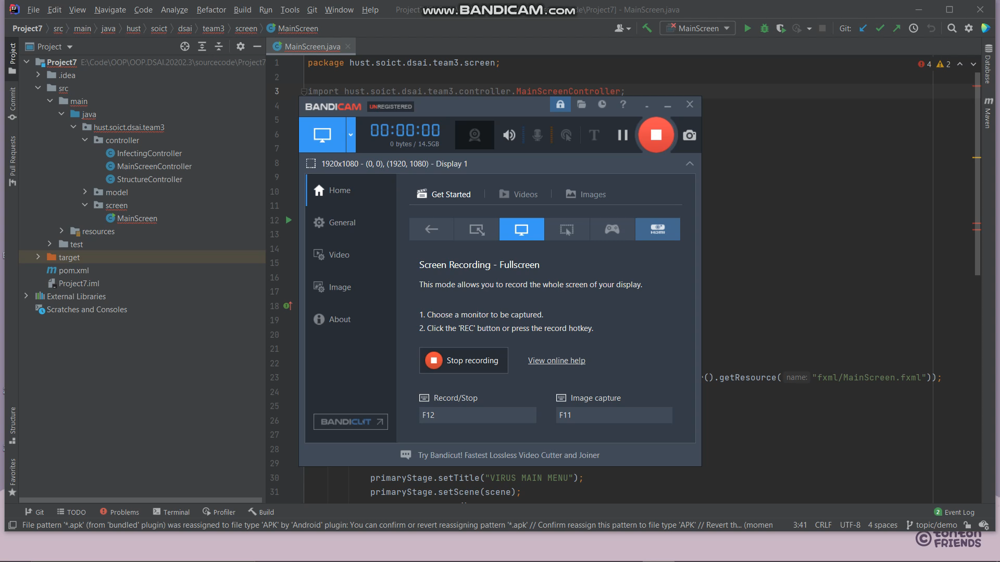 File Edit View Navigate Code Analyze Refactor Build Run Tools Git Window Help Project7 de\Project7] - MainScreen.java
www.BANDICAM.com
Project7 src main java hust soict dsai team3 screen MainScreen
MainScreen Git:
Project
MainScreen.java
Project7 E:\Code\OOP\OOP.DSAI.20202.3\sourcecode\Project7
.idea
src
main
java
hust.soict.dsai.team3
controller
InfectingController
MainScreenController
StructureController
model
screen
MainScreen
resources
test
target
pom.xml
Project7.iml
External Libraries
Scratches and Consoles
Project
Commit
Pull Requests
Structure
Favorites
1 package hust.soict.dsai.team3.screen;
2
3 import hust.soict.dsai.team3.controller.MainScreenController;
4
5
6
7
8
9
10
11
12
13
14
15
16
17
18
19
20
21
22
23 ().getResource( name: "fxml/MainScreen.fxml"));
24
25
26
27
28
29
30 primaryStage.setTitle("VIRUS MAIN MENU");
31 primaryStage.setScene(scene);
4 2
Database
Maven
BANDICAM UNREGISTERED
00:00:00
0 bytes / 14.5GB
1920x1080 - (0, 0), (1920, 1080) - Display 1
Home
General
Video
Image
About
BANDICUT
Get Started Videos Images
HDMI
Screen Recording - Fullscreen
This mode allows you to record the whole screen of your display.
1. Choose a monitor to be captured.
2. Click the 'REC' button or press the record hotkey.
Stop recording View online help
Record/Stop Image capture
F12 F11
Try Bandicut! Fastest Lossless Video Cutter and Joiner
Git TODO Problems Terminal Profiler Build 2 Event Log
File pattern '*.apk' (from 'bundled' plugin) was reassigned to file type 'APK' by 'Android' plugin: You can confirm or revert reassigning pattern '*.apk' // Confirm reassign this pattern to file type 'APK' // Revert th... (momen 3:41 CRLF UTF-8 4 spaces topic/demo
© tonton
FRIENDS